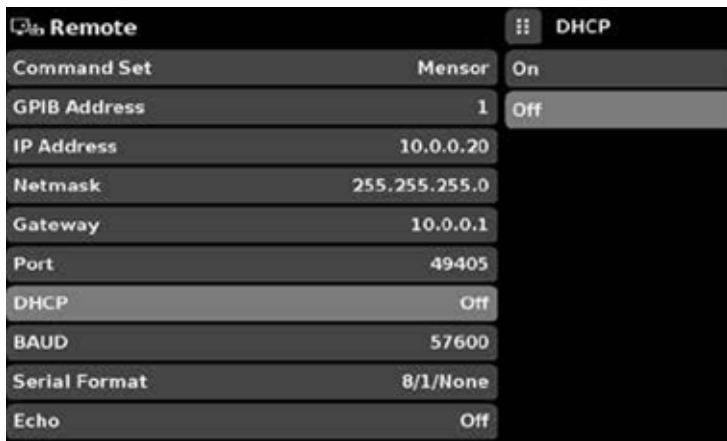 Remote
Command Set Mensor
GPIB Address 1
IP Address 10.0.0.20
Netmask 255.255.255.0
Gateway 10.0.0.1
Port 49405
DHCP Off
BAUD 57600
Serial Format 8/1/None
Echo Off
DHCP
On
Off